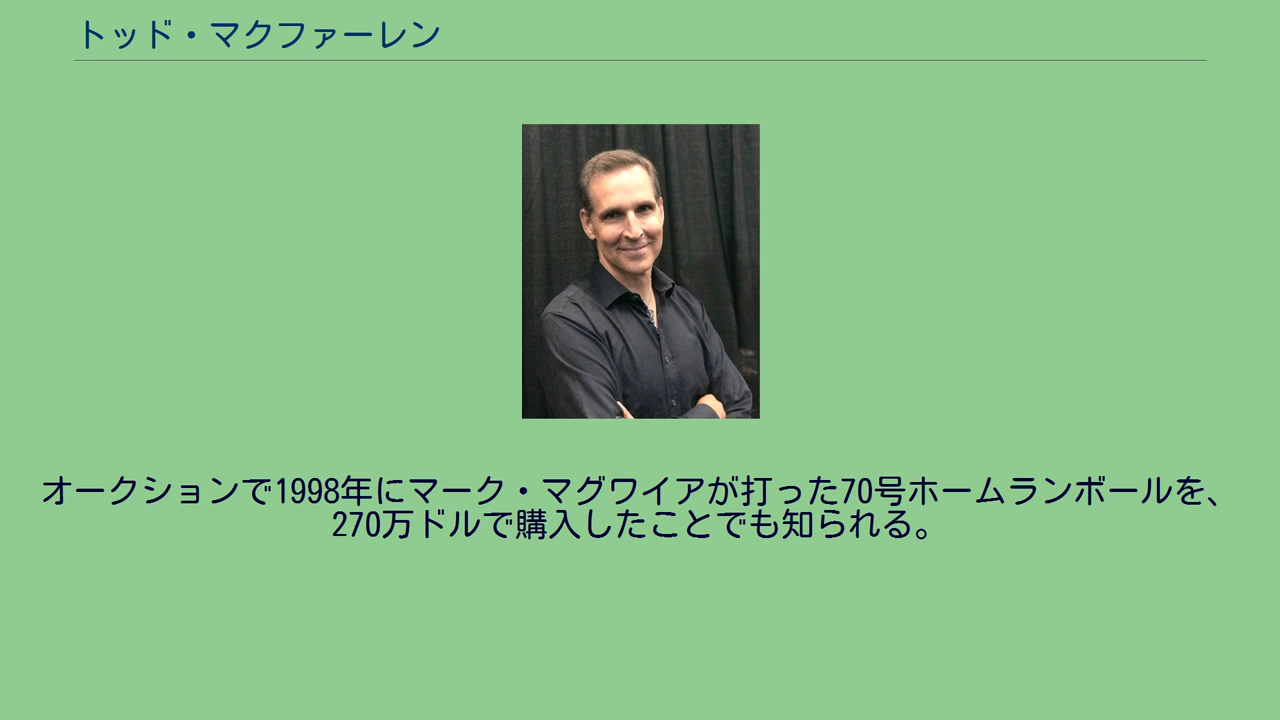 トッド・マクファーレン
オークションで1998年にマーク・マグワイアが打った70号ホームランボールを、
270万ドルで購入したことでも知られる。